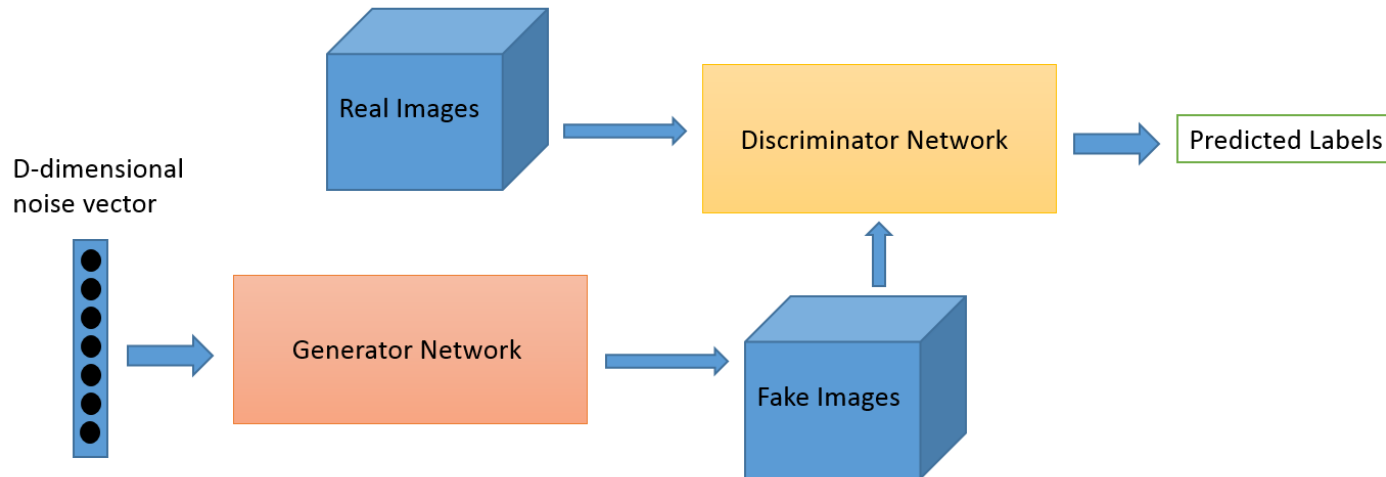 Real Images
Discriminator Network
Predicted Labels
D-dimensional
noise vector
Generator Network
Fake Images